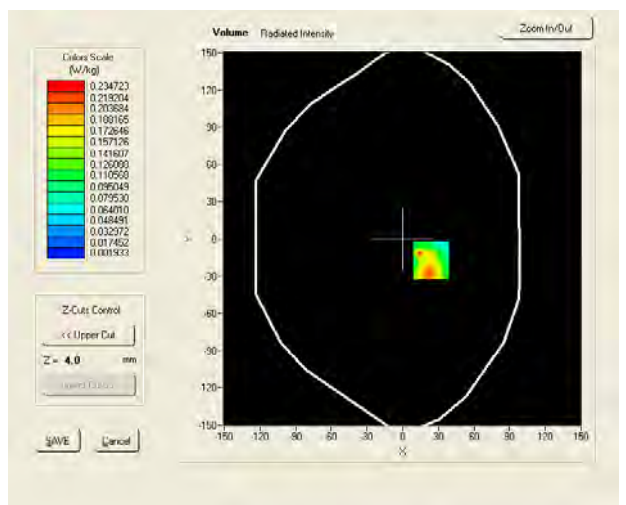 Volume Radiated Intensity
Zoom In/Out
Colors Scale
(W/kg)
0.234723
0.219204
0.203684
0.188165
0.172646
0.157126
0.141607
0.126088
0.110568
0.095049
0.079530
0.064010
0.048491
0.032972
0.017452
0.001933
Z-Cuts Control
<< Upper Cut
Z = 4.0 mm
SAVE Cancel
150
120
90
60
30
0
-30
-60
-90
-120
-150
Y
-150 -120 -90 -60 -30 0 30 60 90 120 150
X